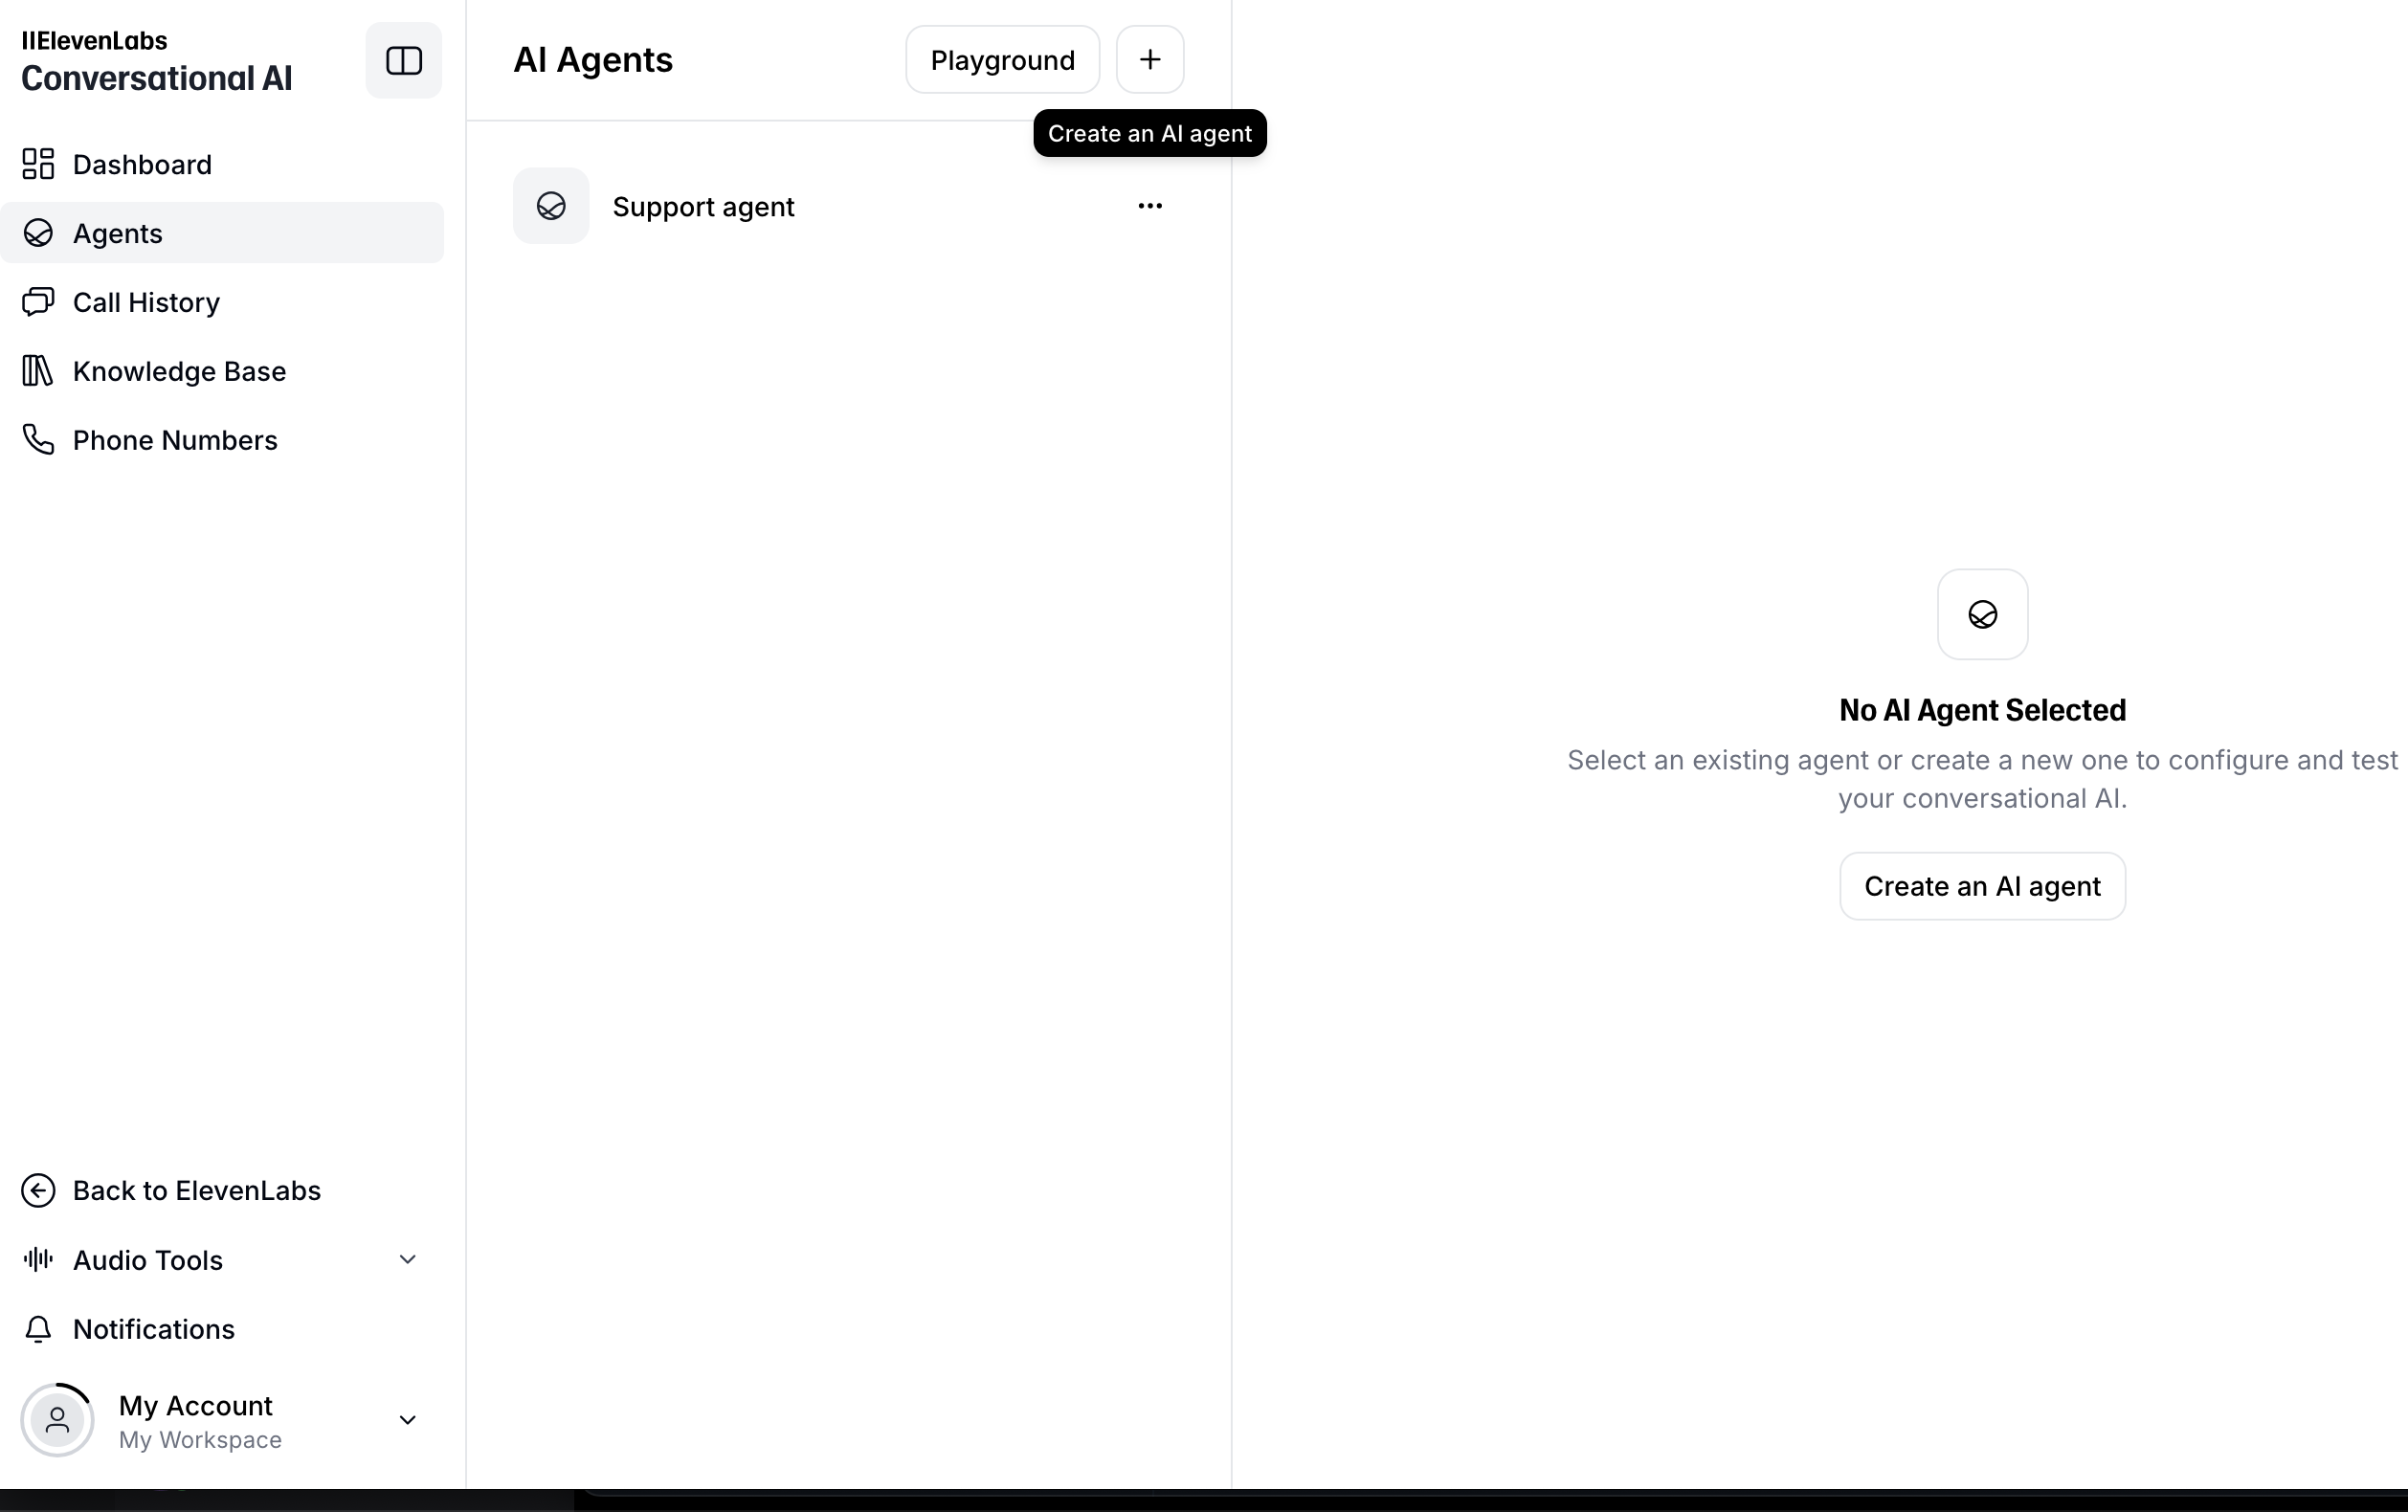 IIElevenLabs
Conversational AI
Dashboard
Agents
Call History
Knowledge Base
Phone Numbers
Back to ElevenLabs
Audio Tools
Notifications
My Account
My Workspace
AI Agents
Playground
Create an AI agent
Support agent
No AI Agent Selected
Select an existing agent or create a new one to configure and test
your conversational AI.
Create an AI agent